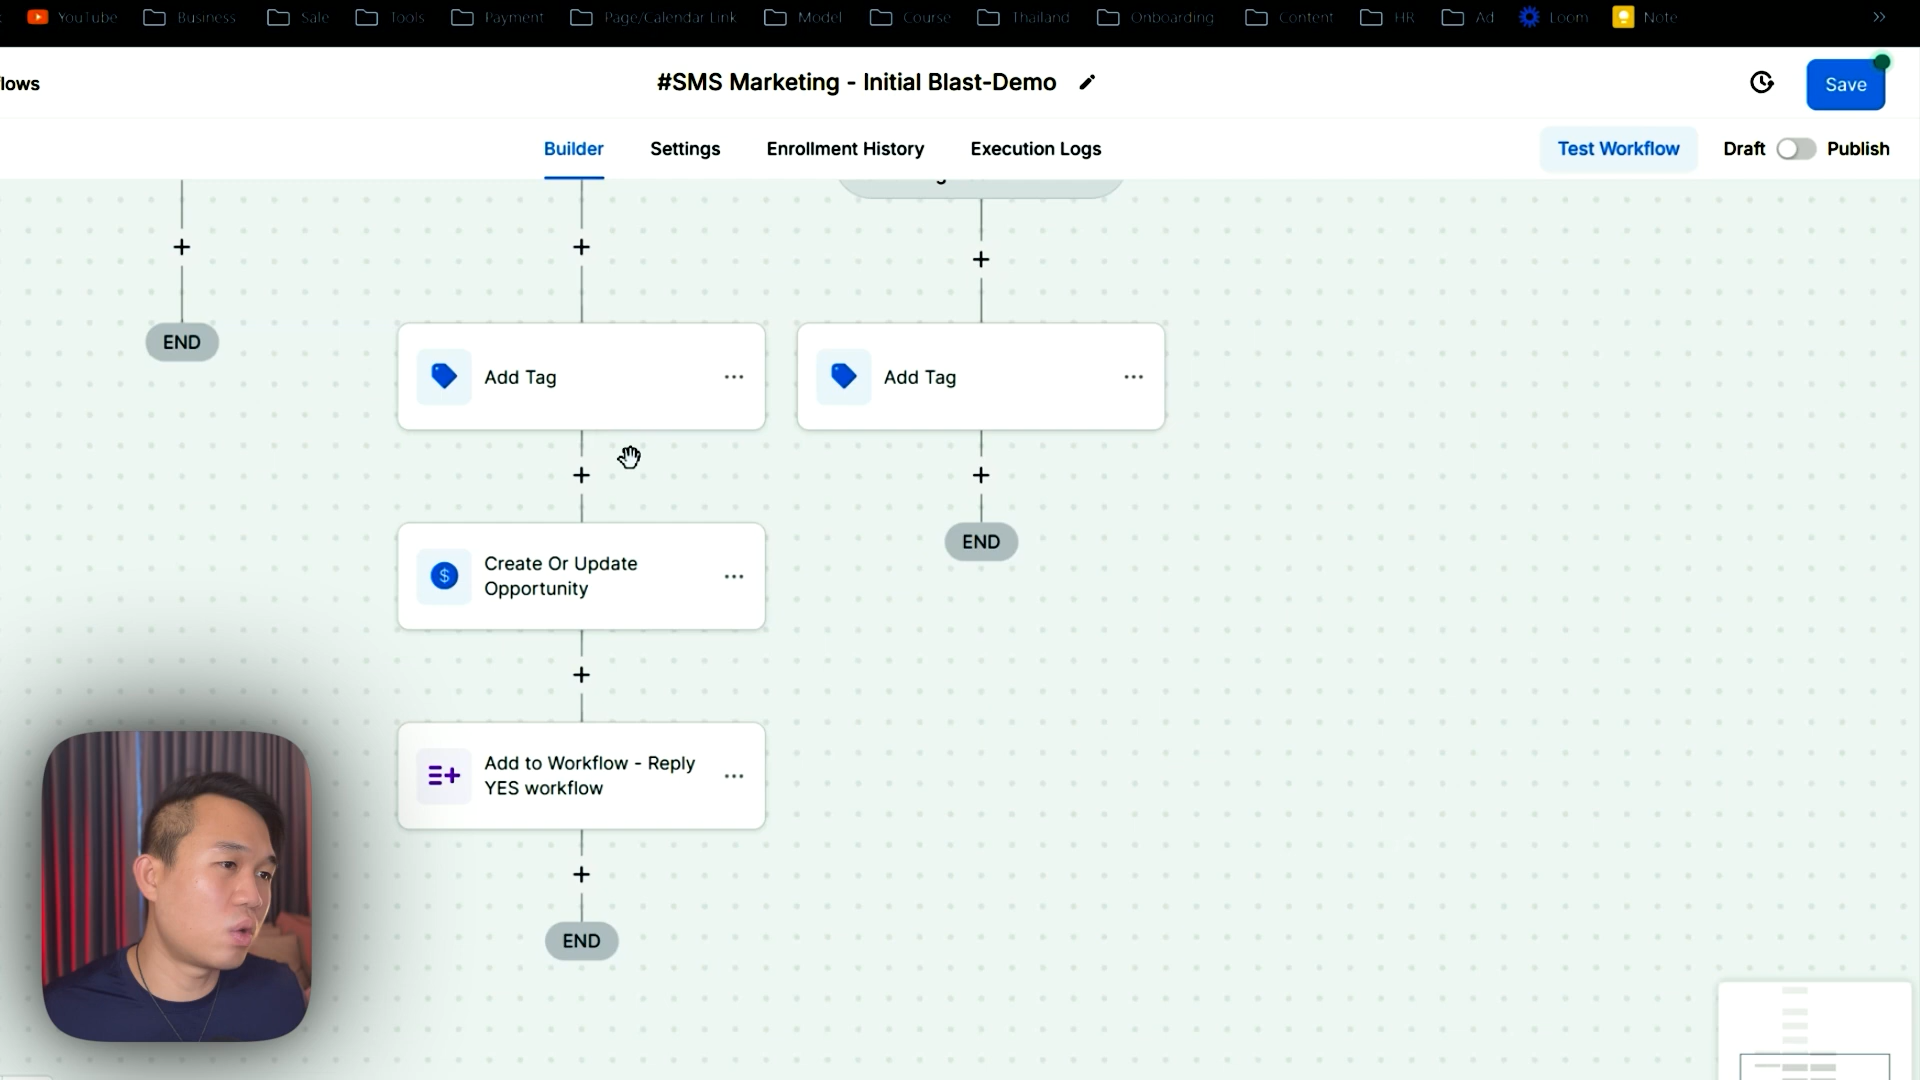 YouTube Business Sale Tools Payment Page/Calendar Link Model Course Thailand Onboarding Content HR Ad Loom Note
lows
#SMS Marketing - Initial Blast-Demo
Save
Builder Settings Enrollment History Execution Logs
Test Workflow Draft Publish
END
Add Tag
Add Tag
Create Or Update
Opportunity
END
Add to Workflow - Reply
YES workflow
END